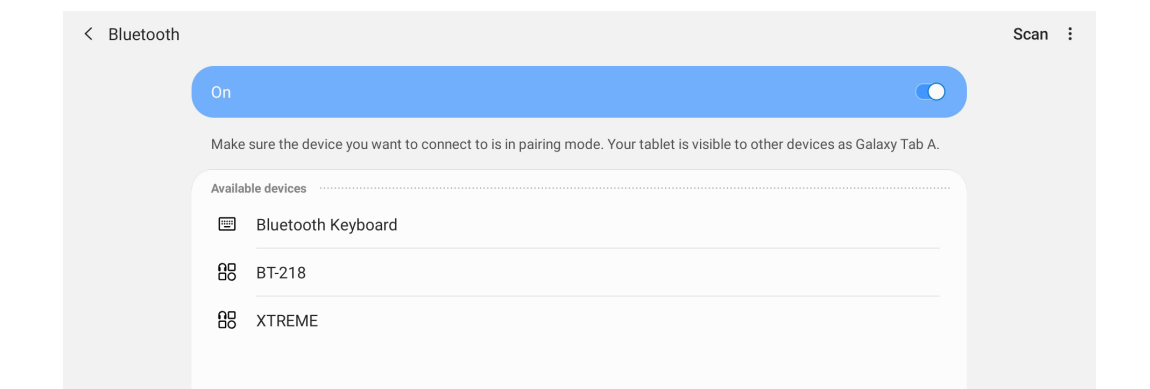 Bluetooth Scan
On
Make sure the device you want to connect to is in pairing mode. Your tablet is visible to other devices as Galaxy Tab A.
Available devices
Bluetooth Keyboard
BT-218
XTREME